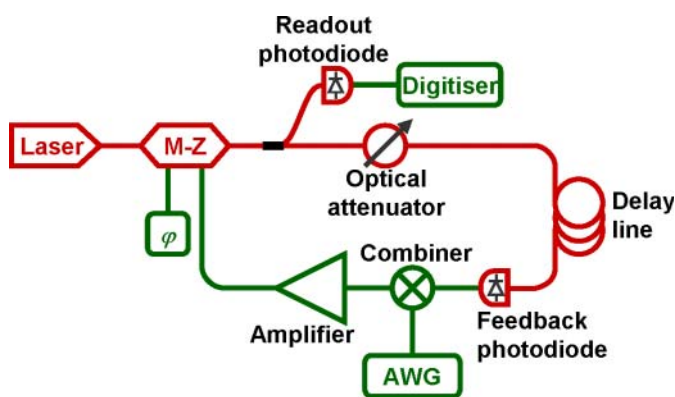 Readout
photodiode
Digitiser
Laser
M-Z
Optical
attenuator
Delay
line
φ
Combiner
Amplifier
Feedback
photodiode
AWG